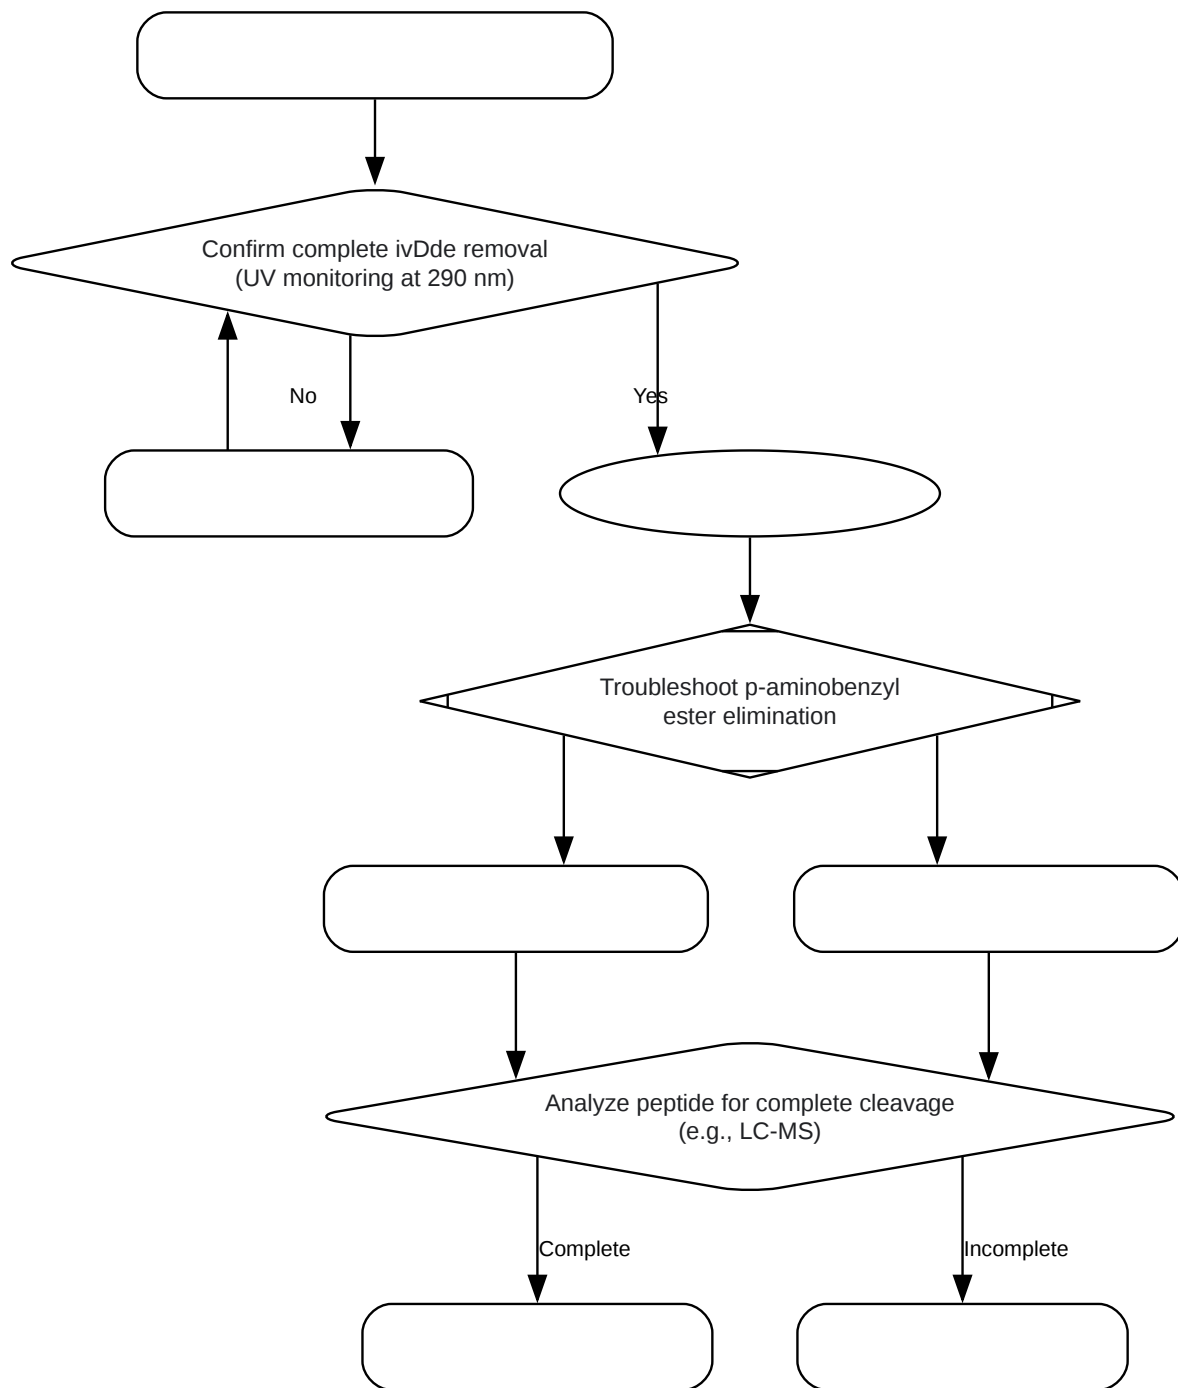 Confirm complete ivDde removal
(UV monitoring at 290 nm)
No
Yes
Troubleshoot p-aminobenzyl
ester elimination
Analyze peptide for complete cleavage
(e.g., LC-MS)
Complete
Incomplete